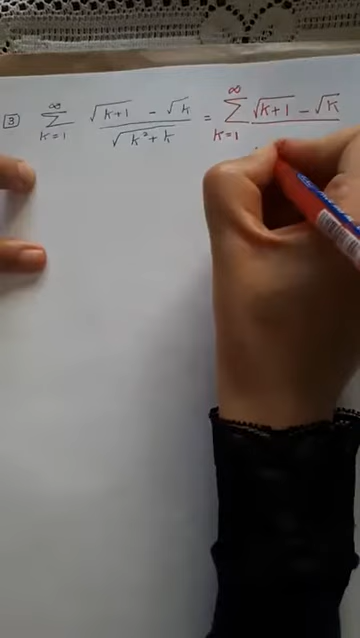 [3] ∞∑K=1 (√(K+1) - √K) / √(K²+K) = ∞∑K=1 (√(K+1) - √K)